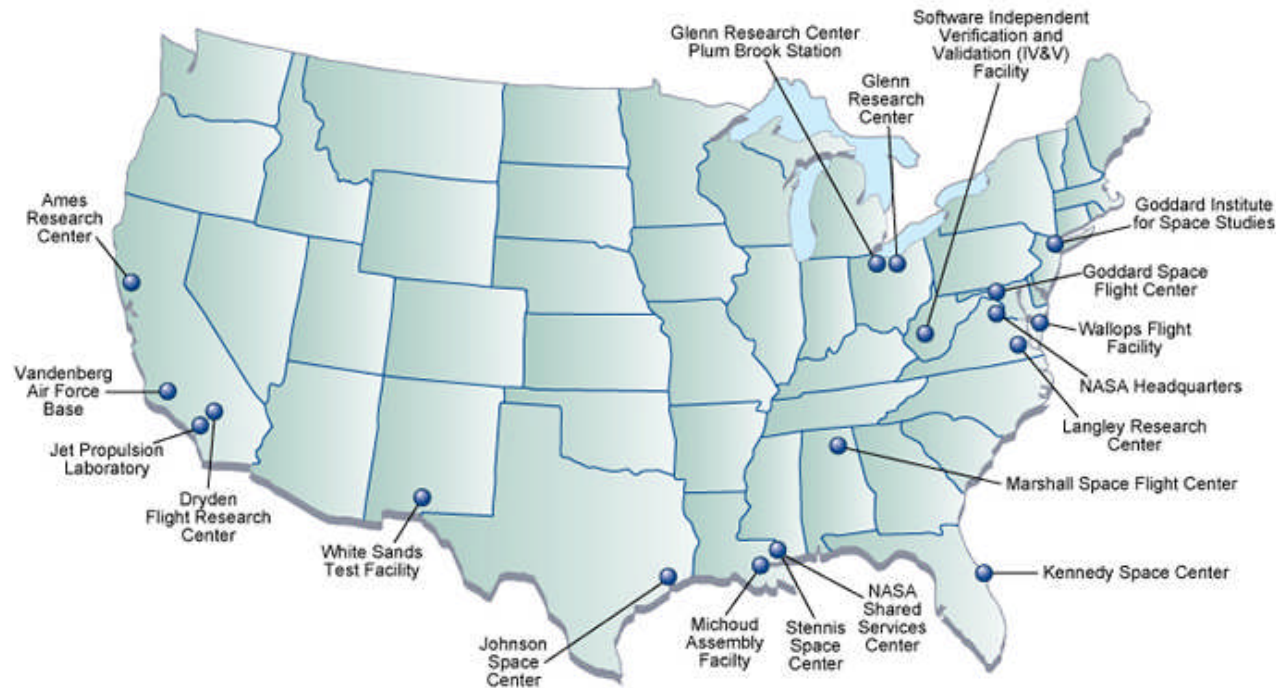 Software Independent
Verification and
Validation (IV&V)
Facility
Glenn Research Center
Plum Brook Station
Glenn
Research
Center
Ames
Research
Center
Goddard Institute
for Space Studies
Goddard Space
Flight Center
Wallops Flight
Facility
NASA Headquarters
Langley Research
Center
Vandenberg
Air Force
Base
Jet Propulsion
Laboratory
Dryden
Flight Research
Center
White Sands
Test Facility
Marshall Space Flight Center
Kennedy Space Center
Johnson
Space
Center
Michoud
Assembly
Facilty
Stennis
Space
Center
NASA
Shared
Services
Center